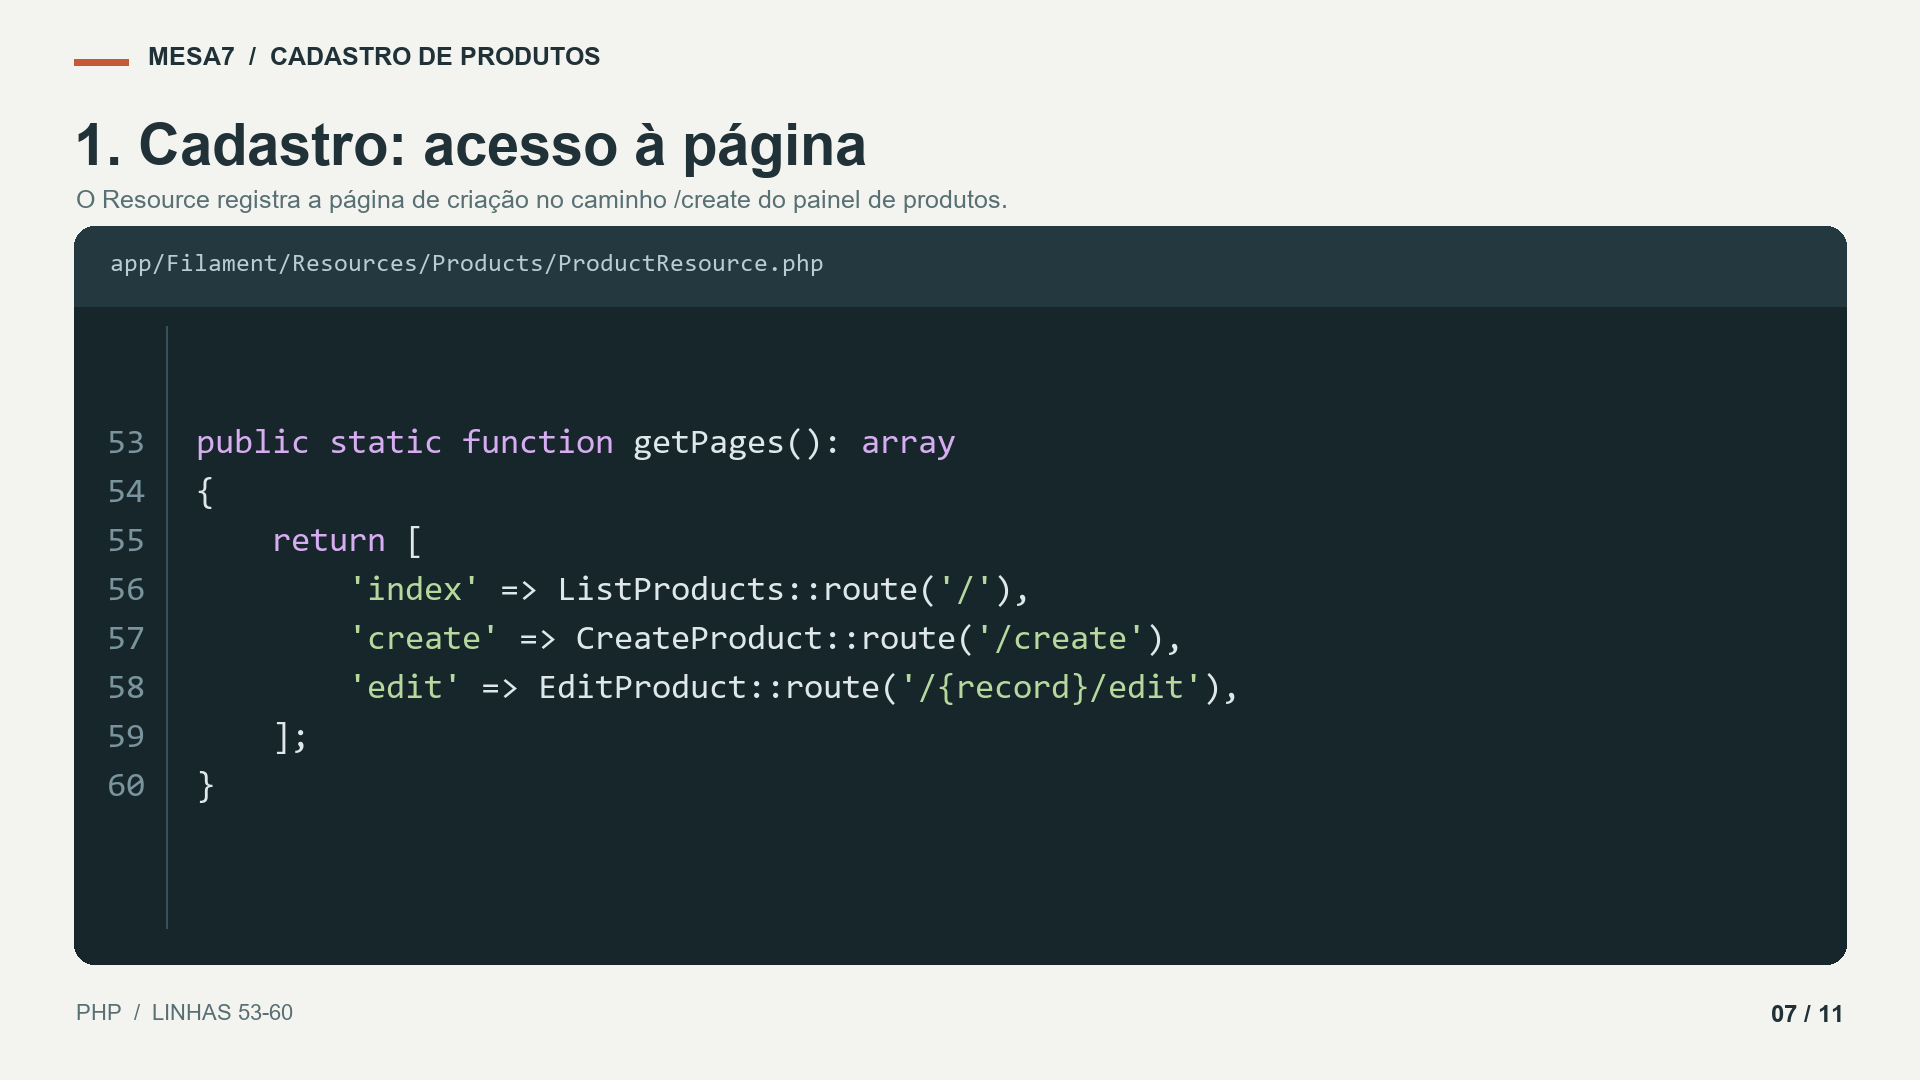 MESA7 / CADASTRO DE PRODUTOS
1. Cadastro: acesso à página
O Resource registra a página de criação no caminho /create do painel de produtos.
app/Filament/Resources/Products/ProductResource.php
53 public static function getPages(): array
54 {
55     return [
56         'index' => ListProducts::route('/'),
57         'create' => CreateProduct::route('/create'),
58         'edit' => EditProduct::route('/{record}/edit'),
59     ];
60 }
PHP / LINHAS 53-60
07 / 11